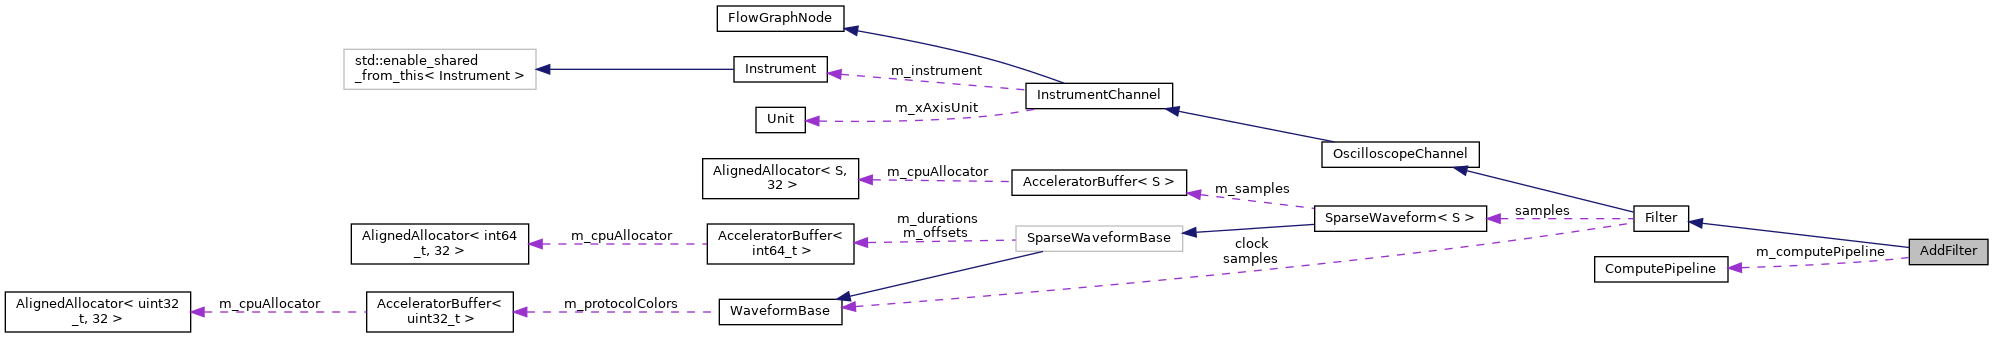 FlowGraphNode
std::enable_shared
_from_this< Instrument >
Instrument
m_instrument
InstrumentChannel
m_xAxisUnit
Unit
OscilloscopeChannel
AlignedAllocator< S,
32 >
m_cpuAllocator
AcceleratorBuffer< S >
m_samples
SparseWaveform< S >
samples
Filter
AlignedAllocator< int64
_t, 32 >
m_cpuAllocator
AcceleratorBuffer<
int64_t >
m_durations
m_offsets
SparseWaveformBase
clock
samples
m_computePipeline
AddFilter
ComputePipeline
AlignedAllocator< uint32
_t, 32 >
m_cpuAllocator
AcceleratorBuffer<
uint32_t >
m_protocolColors
WaveformBase